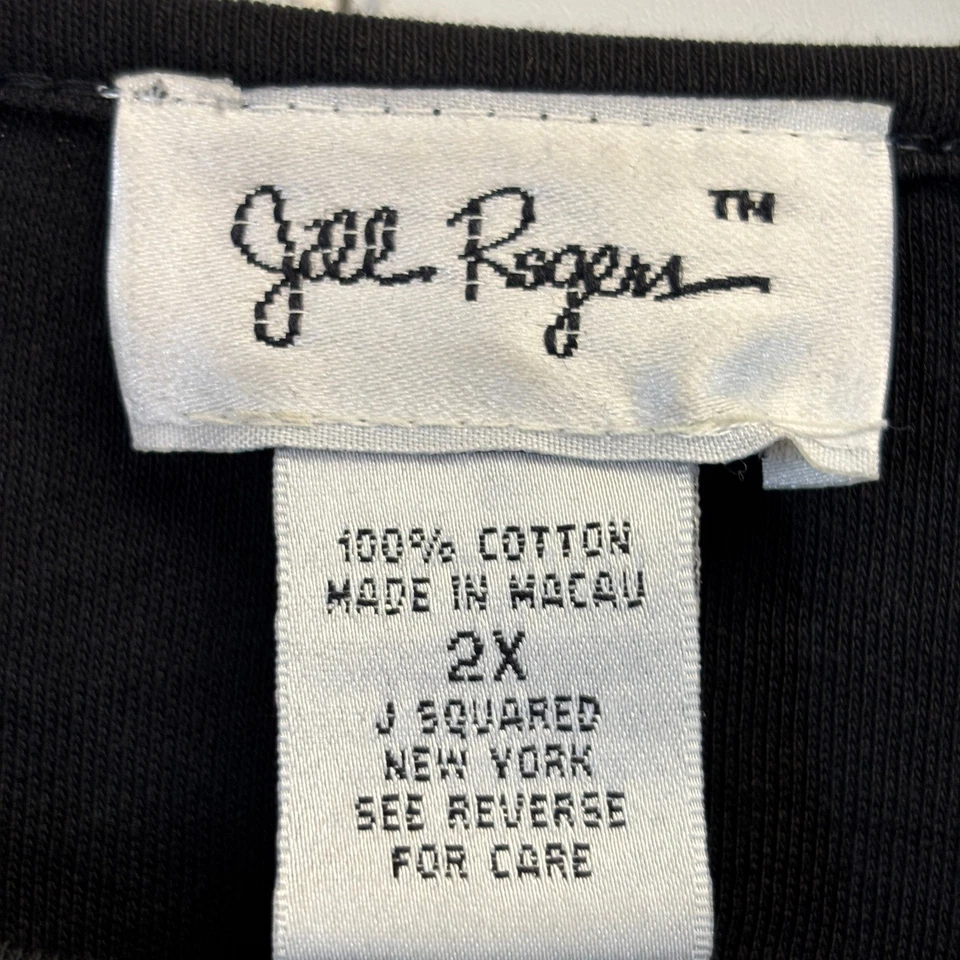 Jill Rogers™
100% COTTON
MADE IN MACAU
2X
J SQUARED
NEW YORK
SEE REVERSE
FOR CARE